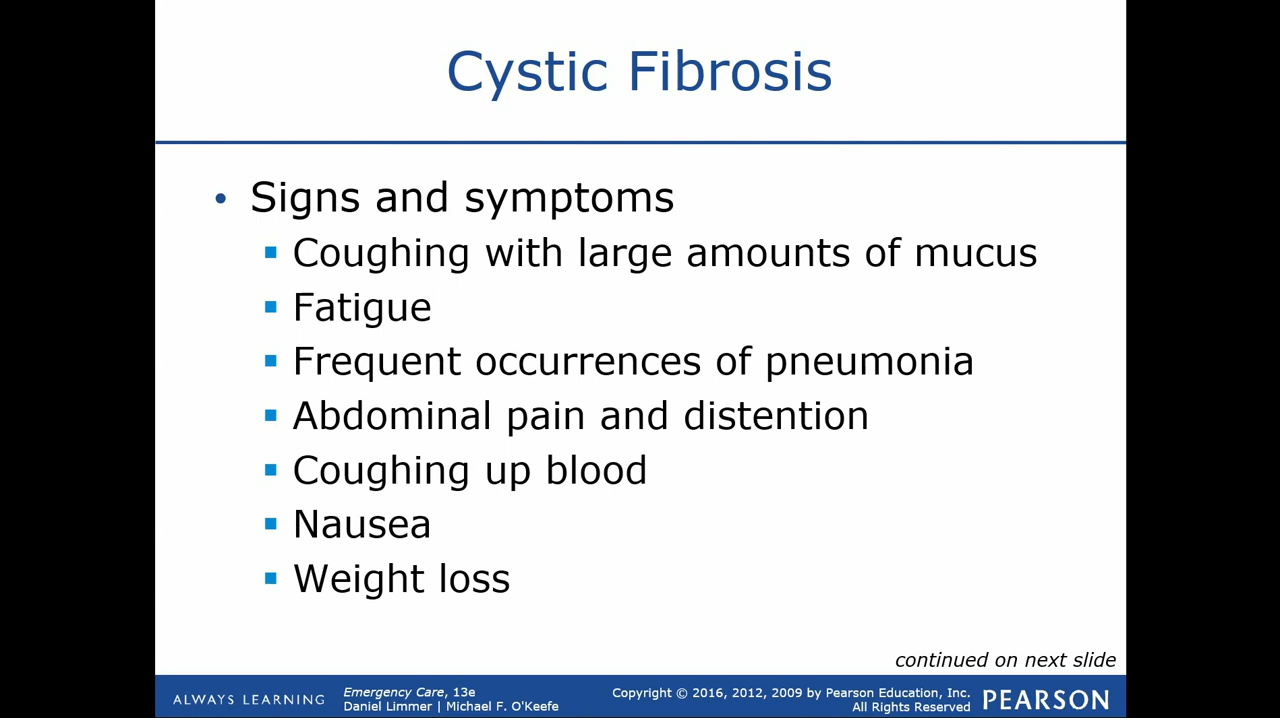 Cystic Fibrosis
• Signs and symptoms
▪ Coughing with large amounts of mucus
▪ Fatigue
▪ Frequent occurrences of pneumonia
▪ Abdominal pain and distention
▪ Coughing up blood
▪ Nausea
▪ Weight loss
continued on next slide
ALWAYS LEARNING
Emergency Care, 13e
Daniel Limmer | Michael F. O'Keefe
Copyright © 2016, 2012, 2009 by Pearson Education, Inc.
All Rights Reserved
PEARSON